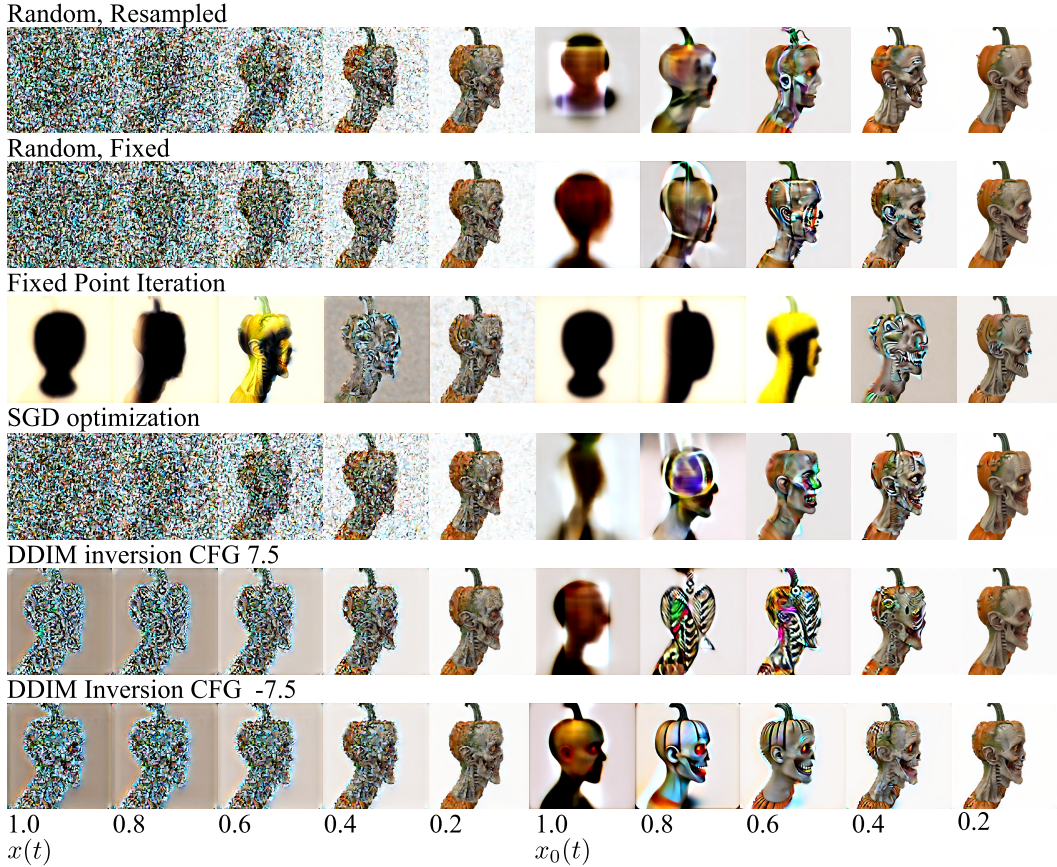 Random, Resampled
Random, Fixed
Fixed Point Iteration
SGD optimization
DDIM inversion CFG 7.5
DDIM Inversion CFG -7.5
1.0 0.8 0.6 0.4 0.2 1.0 0.8 0.6 0.4 0.2
x(t) x₀(t)